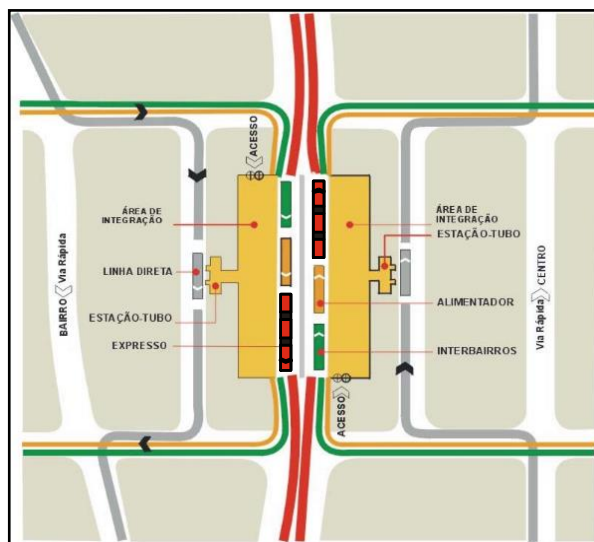 ACESSO
ÁREA DE
INTEGRAÇÃO
ÁREA DE
INTEGRAÇÃO
ESTAÇÃO-TUBO
LINHA DIRETA
BAIRRO
Via Rápida
Via Rápida
CENTRO
ESTAÇÃO-TUBO
ALIMENTADOR
EXPRESSO
INTERBAIRROS
ACESSO